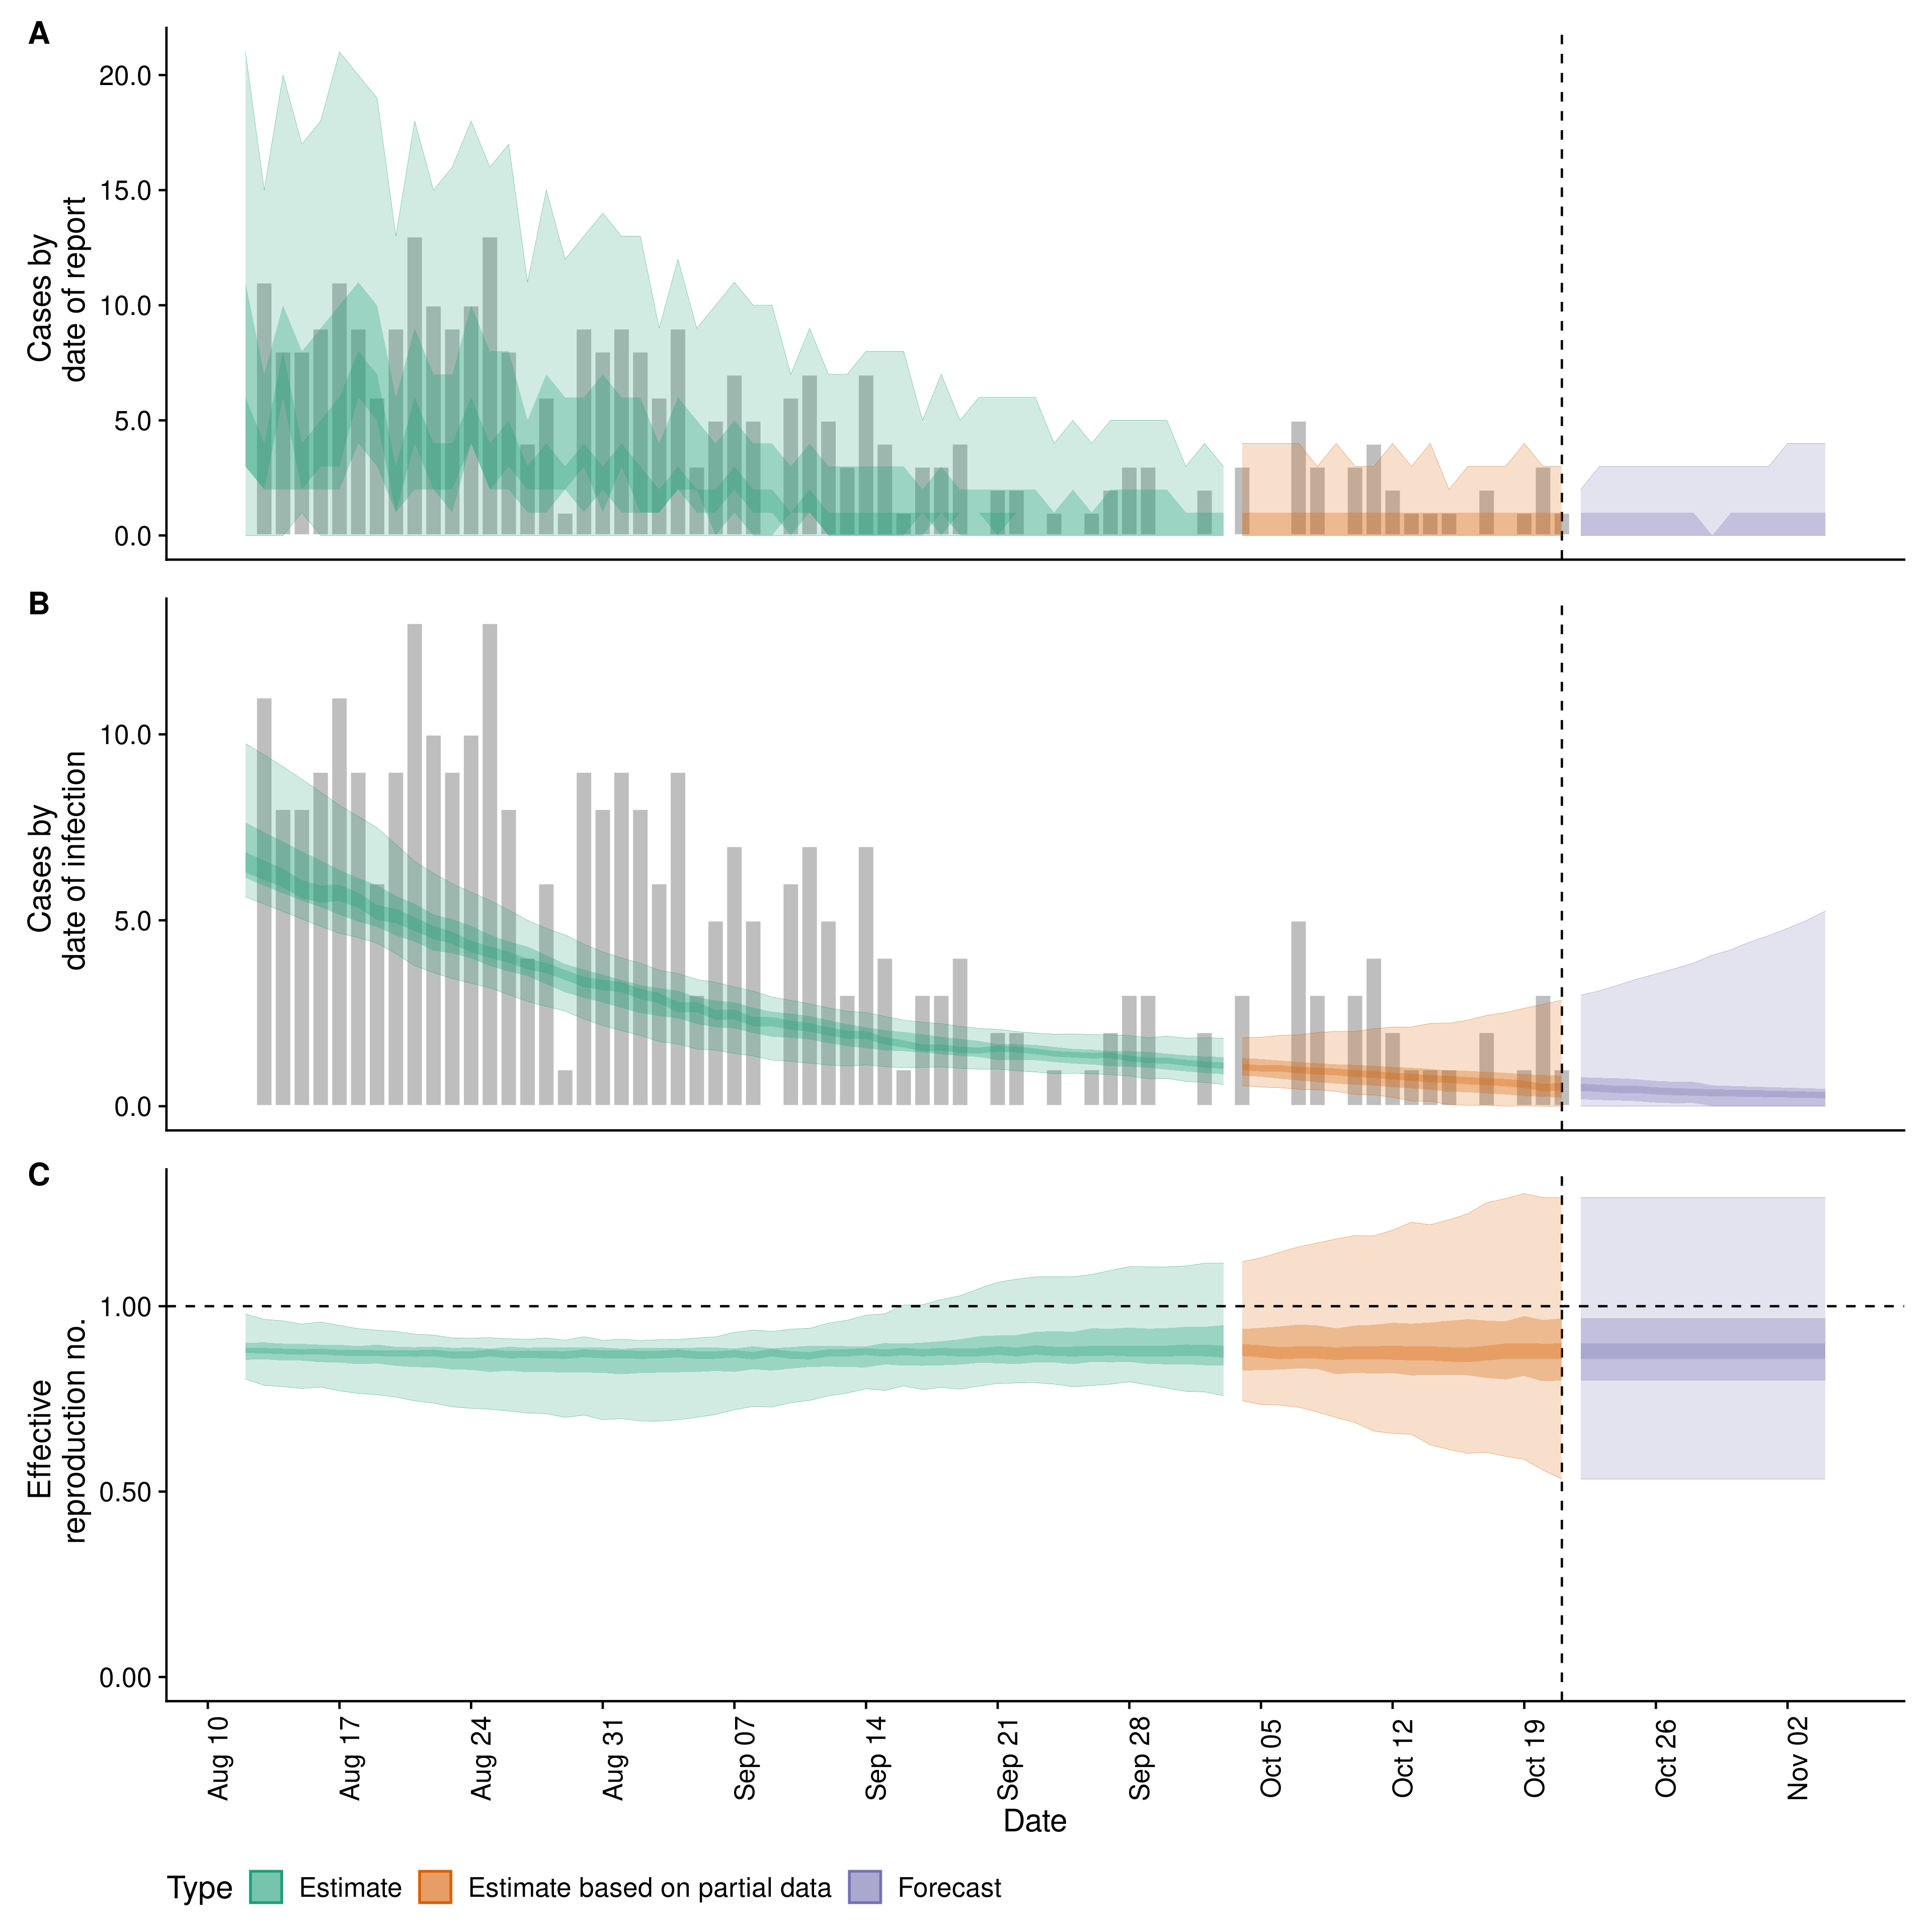 A
Cases by
date of report
20.0
15.0
10.0
5.0
0.0
B
Cases by
date of infection
10.0
5.0
0.0
C
Effective
reproduction no.
1.00
0.50
0.00
Aug 10
Aug 17
Aug 24
Aug 31
Sep 07
Sep 14
Sep 21
Sep 28
Oct 05
Oct 12
Oct 19
Oct 26
Nov 02
Date
Type Estimate Estimate based on partial data Forecast